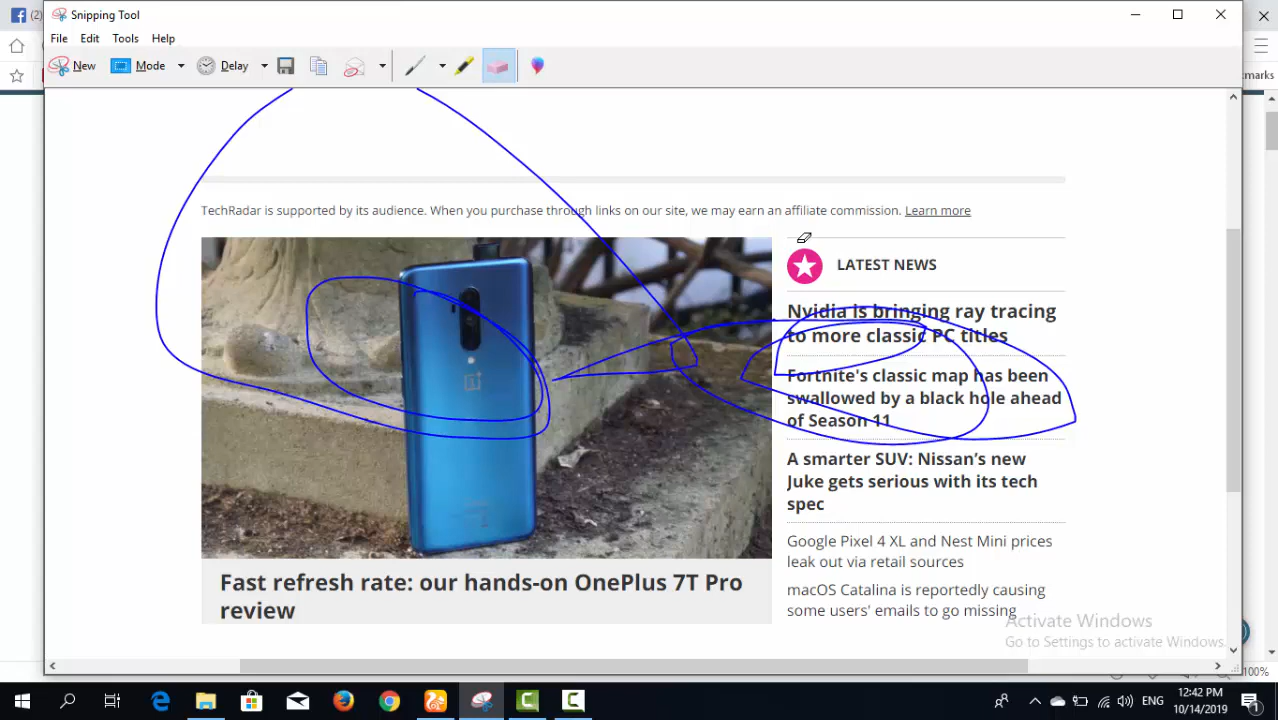 (2)
Snipping Tool
File Edit Tools Help
New Mode Delay
kmarks
TechRadar is supported by its audience. When you purchase through links on our site, we may earn an affiliate commission. Learn more
LATEST NEWS
Nvidia is bringing ray tracing
to more classic PC titles
Fortnite's classic map has been
swallowed by a black hole ahead
of Season 11
A smarter SUV: Nissan's new
Juke gets serious with its tech
spec
Google Pixel 4 XL and Nest Mini prices
leak out via retail sources
macOS Catalina is reportedly causing
some users' emails to go missing
Fast refresh rate: our hands-on OnePlus 7T Pro
review
Activate Windows
Go to Settings to activate Windows.
100%
ENG
12:42 PM
10/14/2019
1